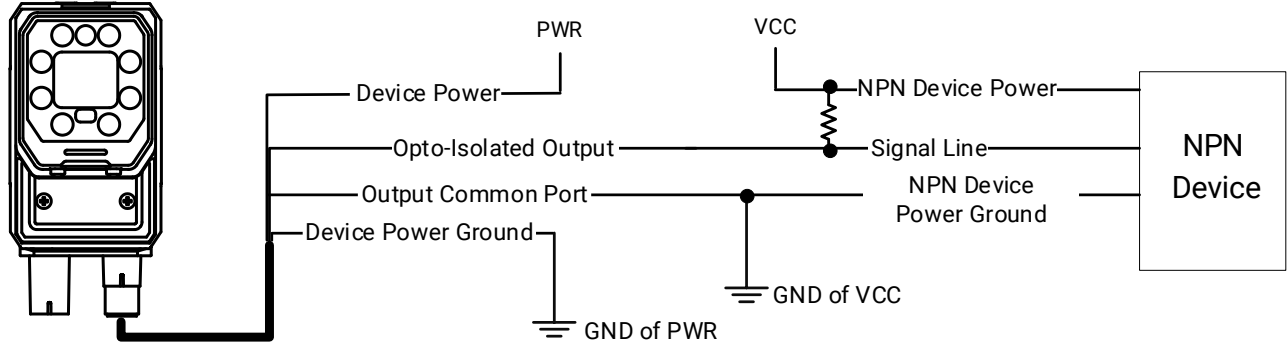 PWR
VCC
Device Power
NPN Device Power
Opto-Isolated Output
Signal Line
Output Common Port
NPN Device
Power Ground
Device Power Ground
GND of VCC
GND of PWR
NPN
Device